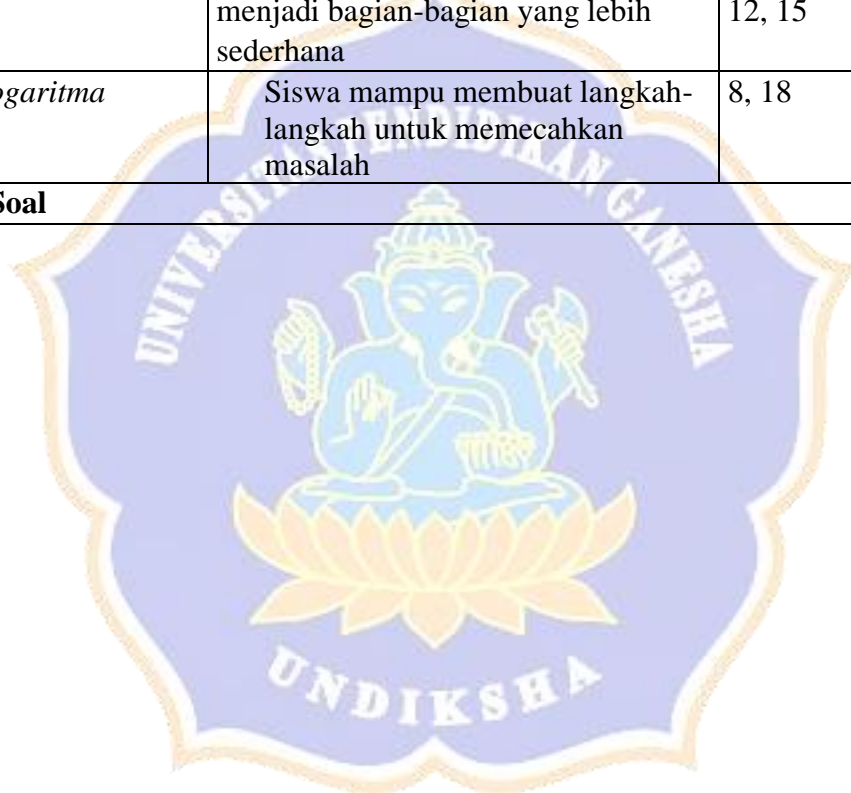 menjadi bagian-bagian yang lebih
sederhana
12, 15
ogaritma
Siswa mampu membuat langkah-
langkah untuk memecahkan
masalah
8, 18
Soal
UNIVERSITAS PENDIDIKAN GANESHA
UNDIKSHA